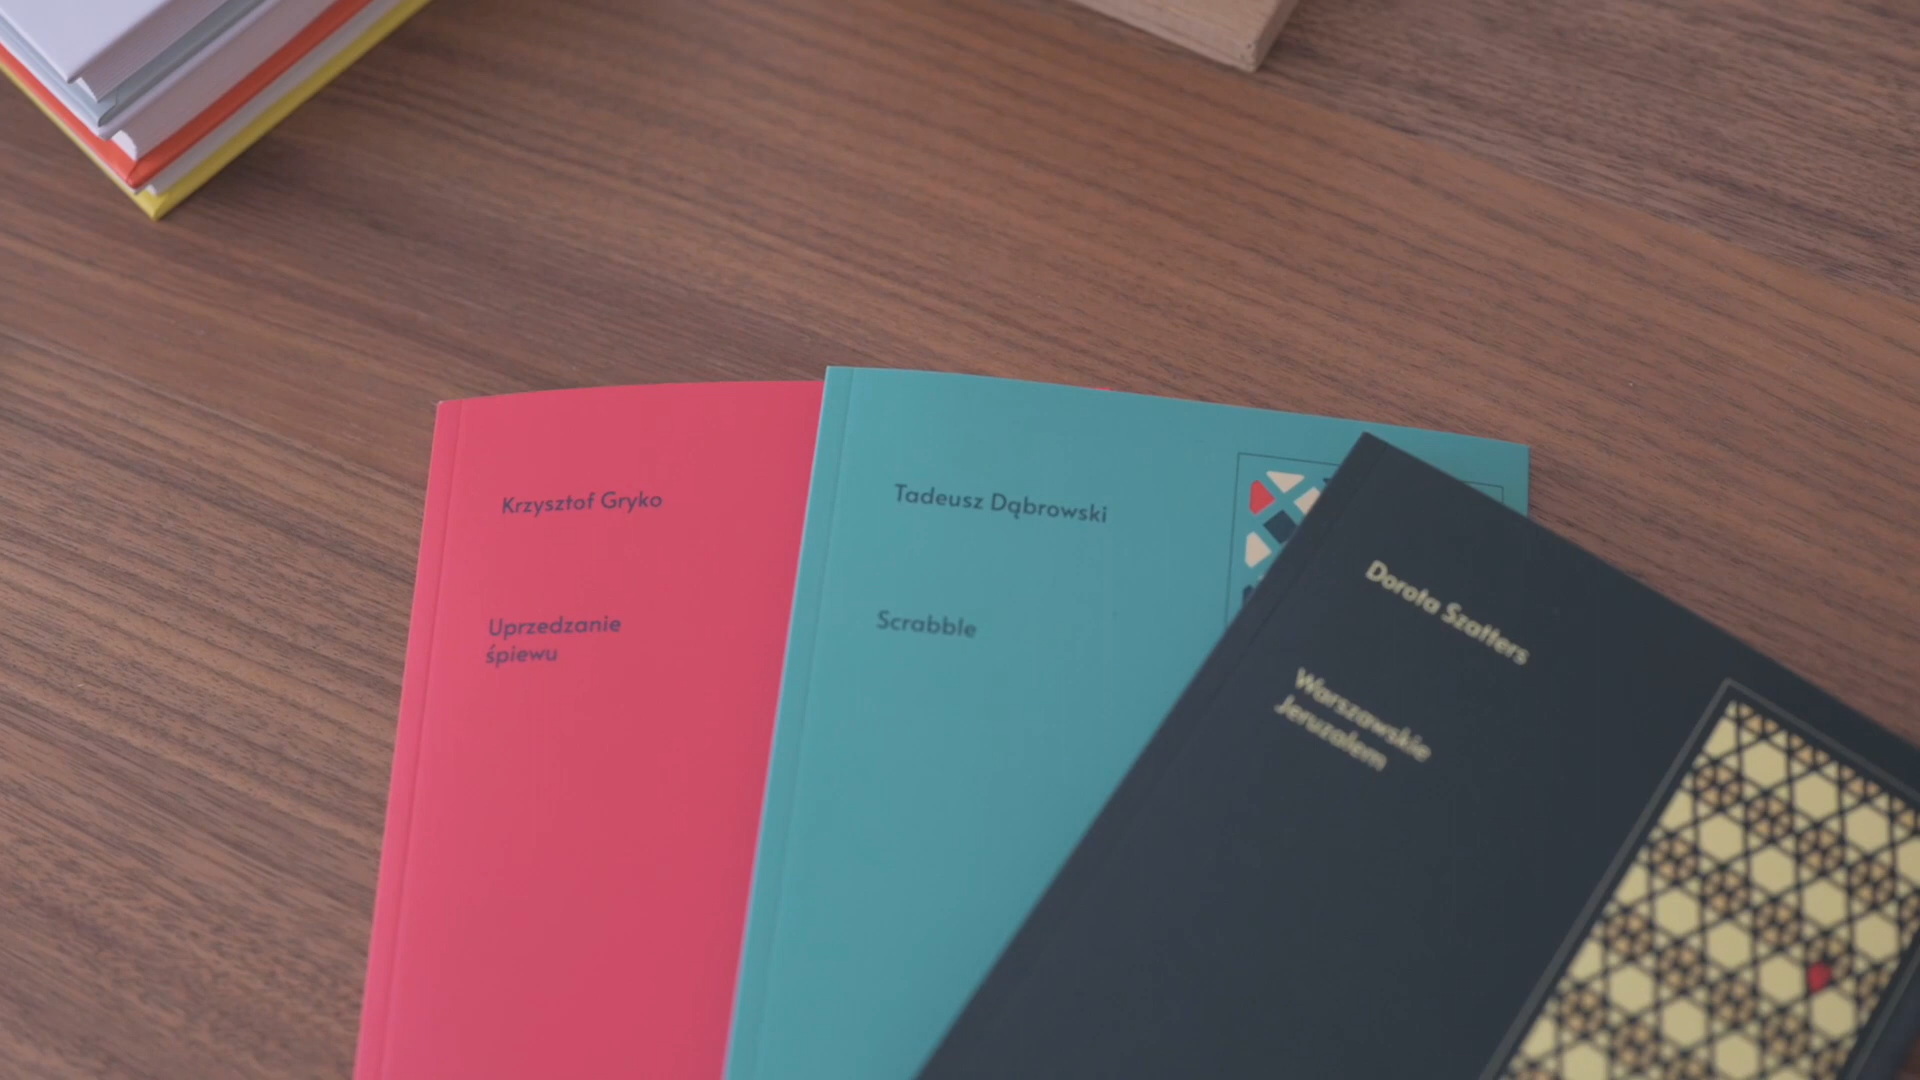 Krzysztof Gryko
Uprzedzanie
śpiewu
Tadeusz Dąbrowski
Scrabble
Dorota Szatters
Warszawskie
Jeruzalem